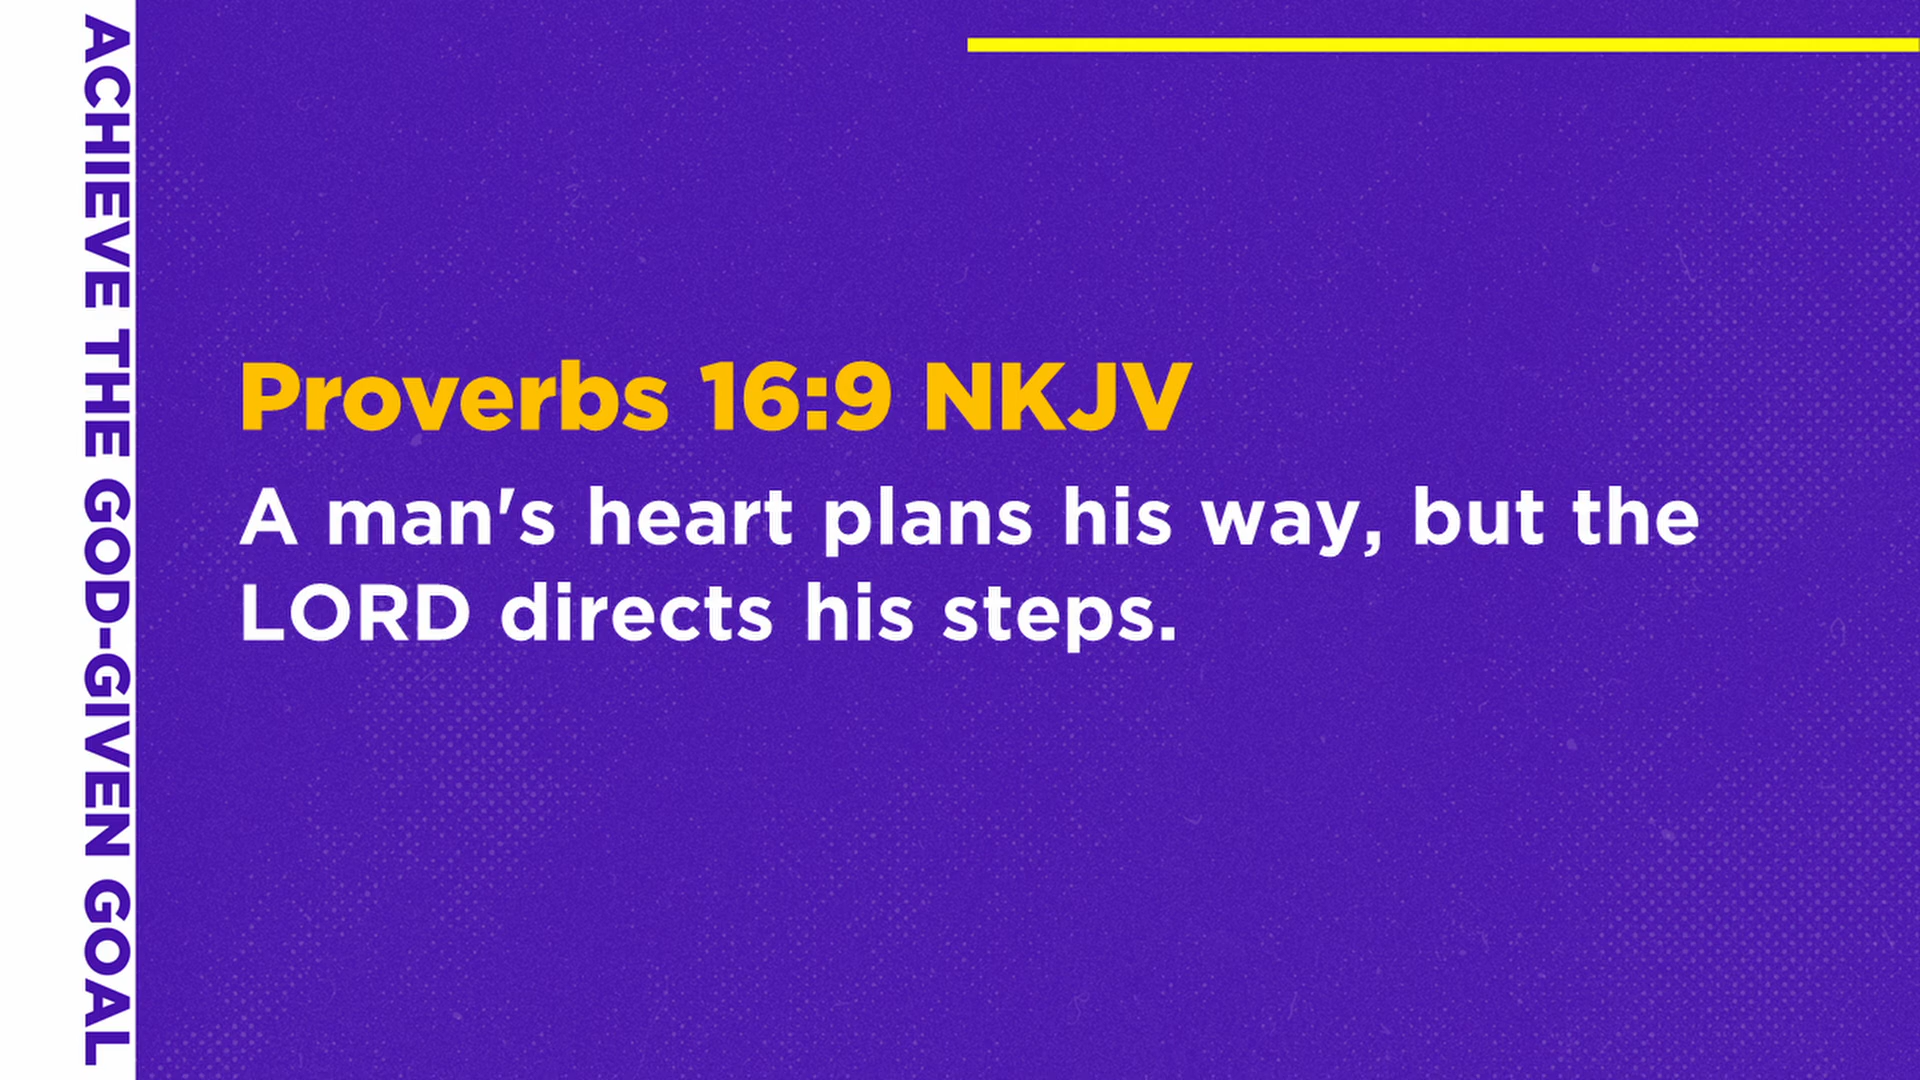 ACHIEVE THE GOD-GIVEN GOAL
Proverbs 16:9 NKJV
A man's heart plans his way, but the
LORD directs his steps.